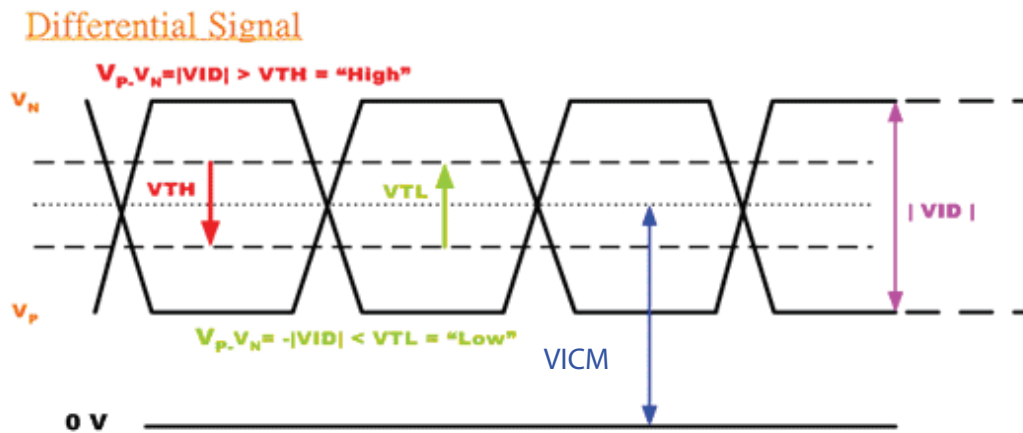 Differential Signal
VP-VN=|VID| > VTH = “High”
VN
VTH
VTL
| VID |
VP
VP-VN= -|VID| < VTL = “Low”
VICM
0 V